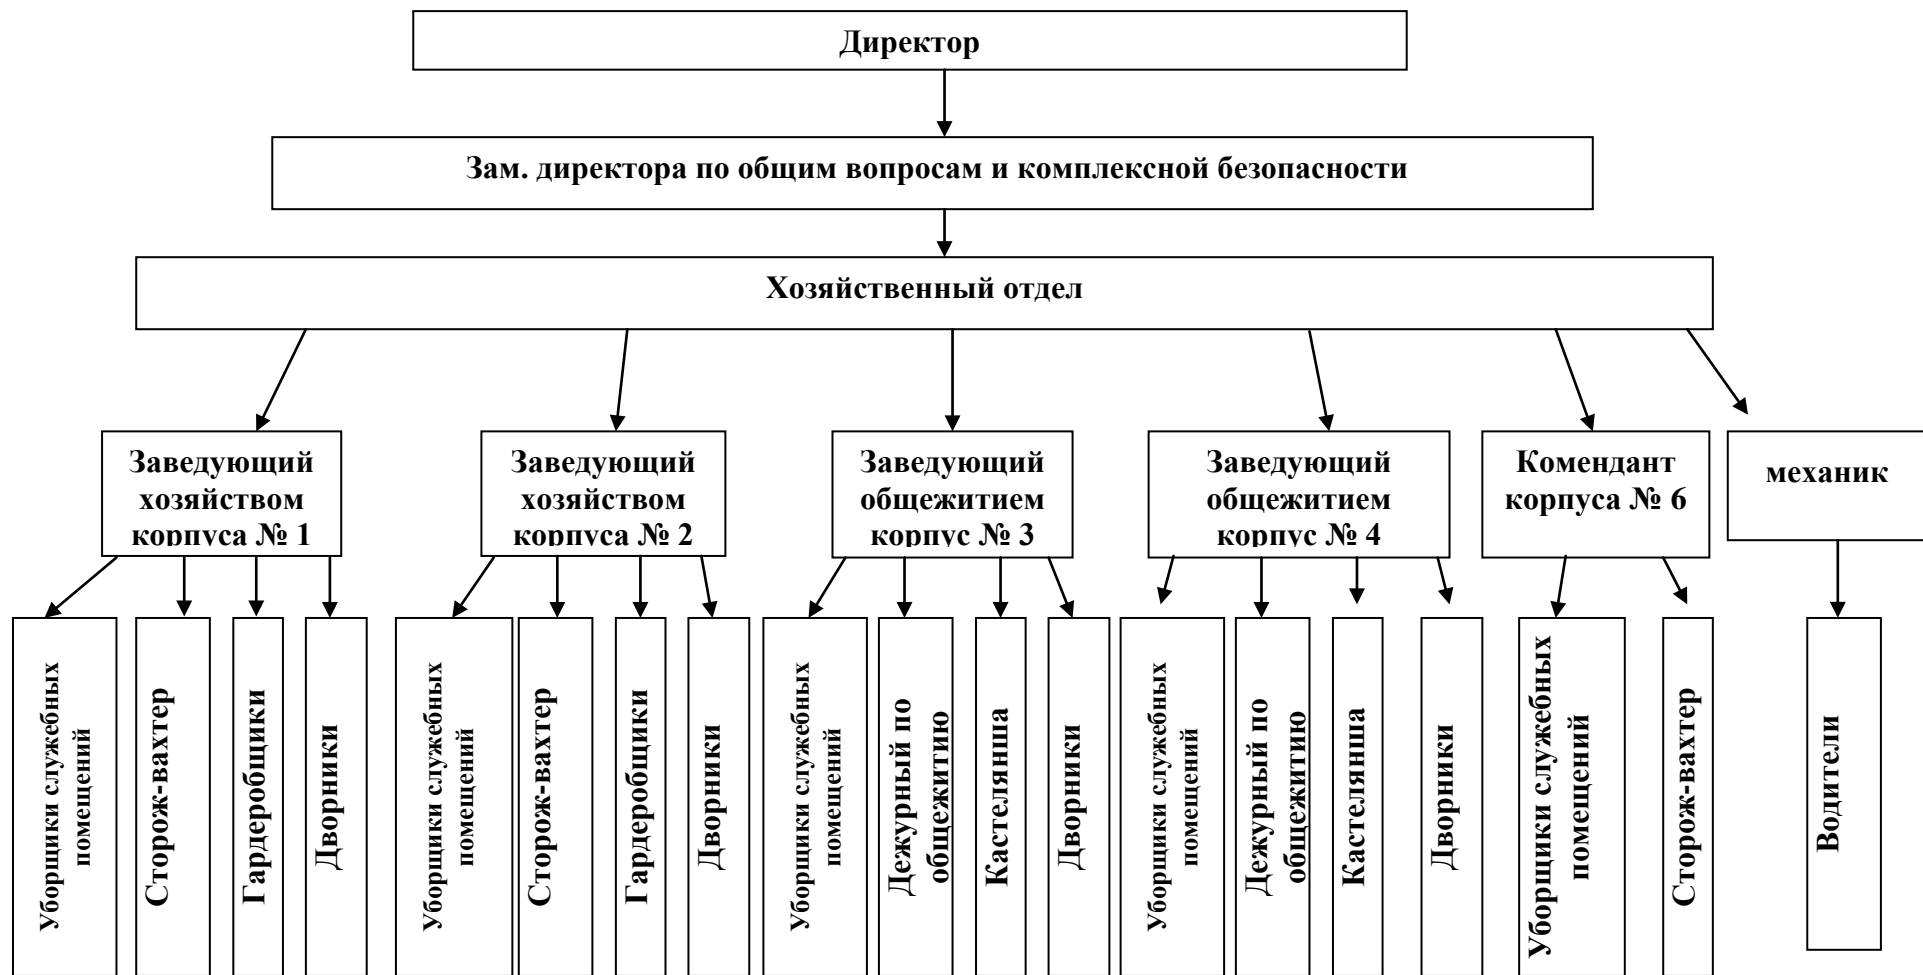 Директор
Зам. директора по общим вопросам и комплексной безопасности
Хозяйственный отдел
Заведующий
хозяйством
корпуса № 1
Заведующий
хозяйством
корпуса № 2
Заведующий
общежитием
корпус № 3
Заведующий
общежитием
корпус № 4
Комендант
корпуса № 6
механик
Уборщики служебных
помещений
Сторож-вахтер
Гардеробщики
Дворники
Уборщики служебных
помещений
Сторож-вахтер
Гардеробщики
Дворники
Уборщики служебных
помещений
Дежурный по
общежитию
Кастелянша
Дворники
Уборщики служебных
помещений
Дежурный по
общежитию
Кастелянша
Дворники
Уборщики служебных
помещений
Сторож-вахтер
Водители